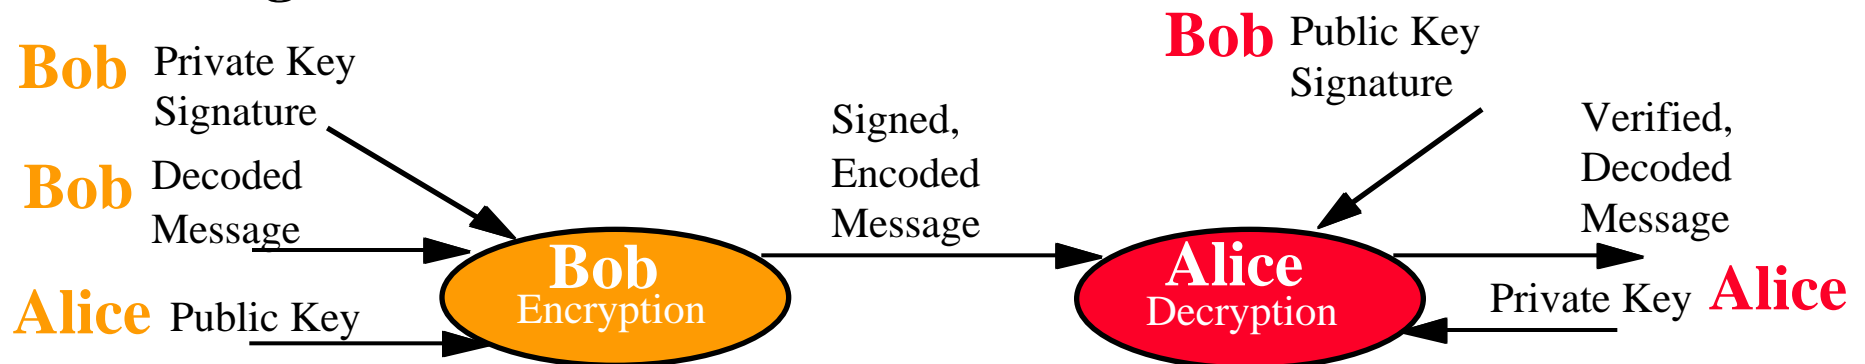 Bob Private Key
Signature
Bob Decoded
Message
Alice Public Key
Bob
Encryption
Signed,
Encoded
Message
Bob Public Key
Signature
Alice
Decryption
Verified,
Decoded
Message
Private Key Alice